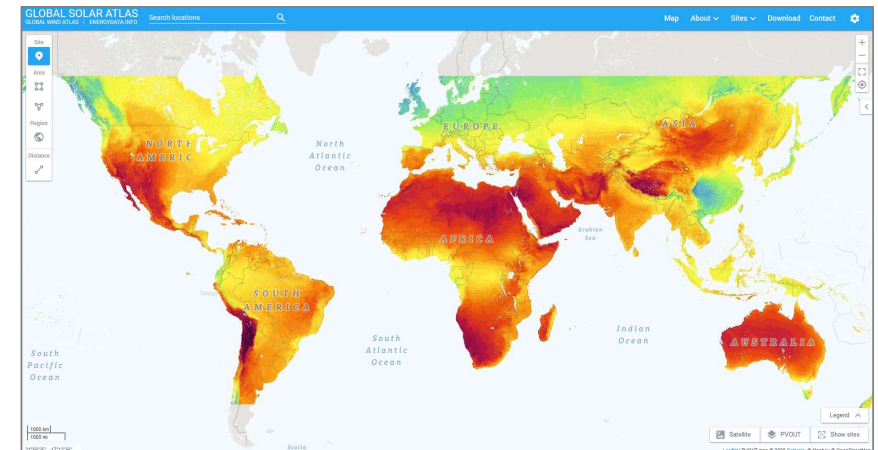 GLOBAL SOLAR ATLAS
GLOBAL WIND ATLAS | ENERGYDATA.INFO
Search locations
Map About Sites Download Contact
Site
Area
Region
Distance
NORTH
AMERIC
North
Atlantic
Ocean
EUROPE
ASIA
AFRICA
Arabian
Sea
SOUTH
AMERICA
South
Atlantic
Ocean
Indian
Ocean
AUSTRALIA
South
Pacific
Ocean
Legend
1000 km
1000 mi
Satellite PVOUT Show sites
Scotia